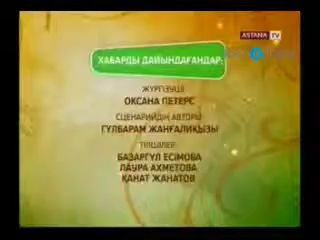 ASTANA TV
ХАБАРДЫ ДАЙЫНДАҒАНДАР:
ЖҮРГІЗУШІ
ОКСАНА ПЕТЕРС
СЦЕНАРИЙДІҢ АВТОРЫ
ГҮЛБАРАМ ЖАНҒАЛИҚЫЗЫ
ТІЛШІЛЕР
БАЗАРГҮЛ ЕСІМОВА
ЛАУРА АХМЕТОВА
ҚАНАТ ЖАНАТОВ